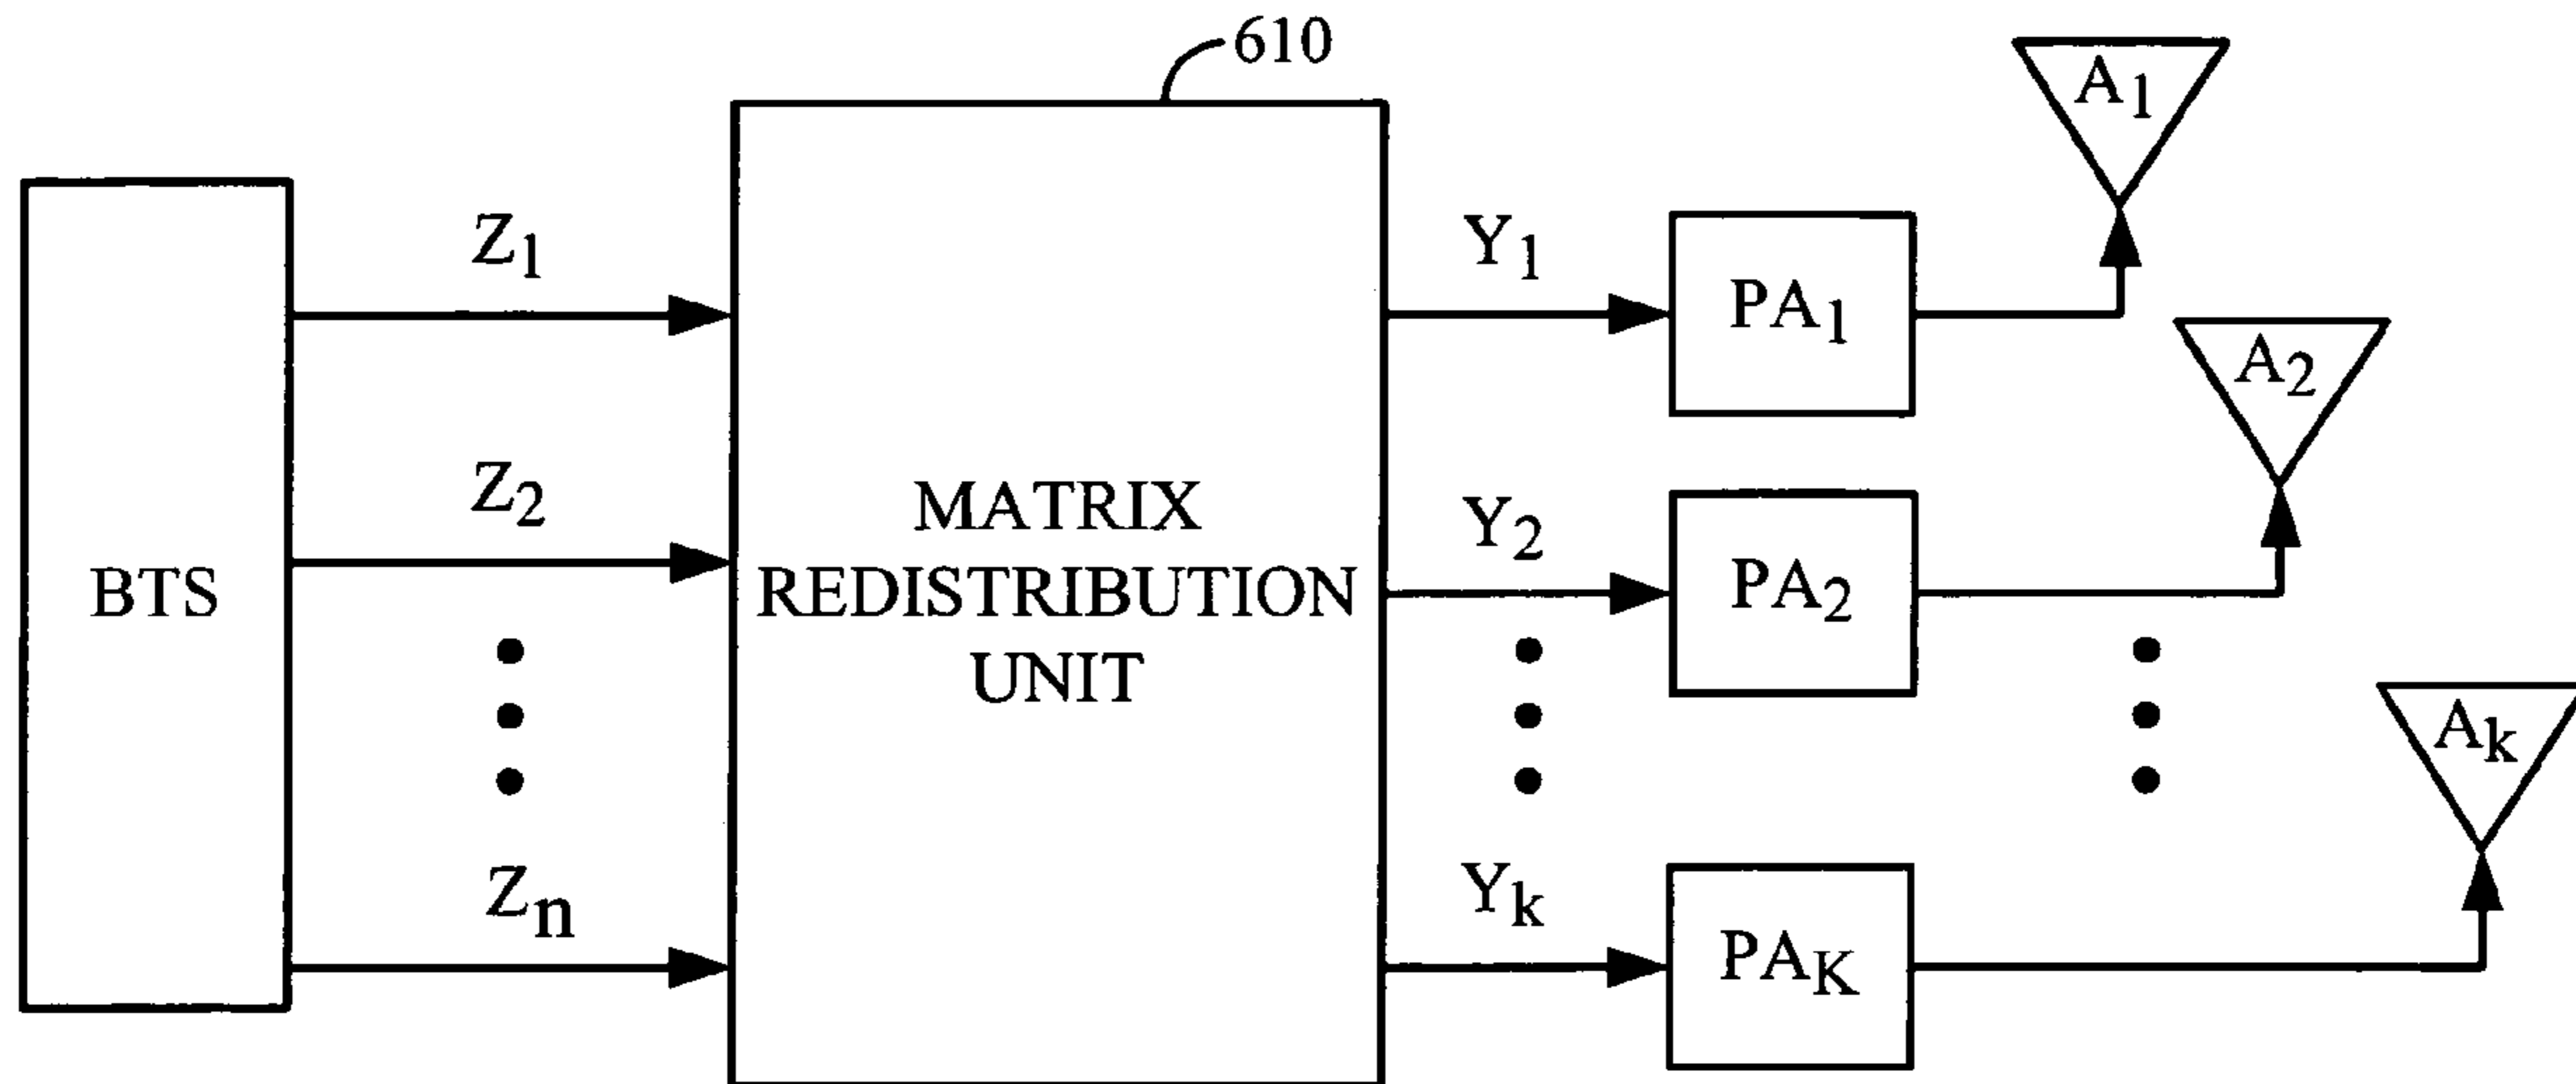 610
BTS
Z1
Z2
Zn
MATRIX
REDISTRIBUTION
UNIT
Y1
Y2
Yk
PA1
PA2
PAK
A1
A2
Ak